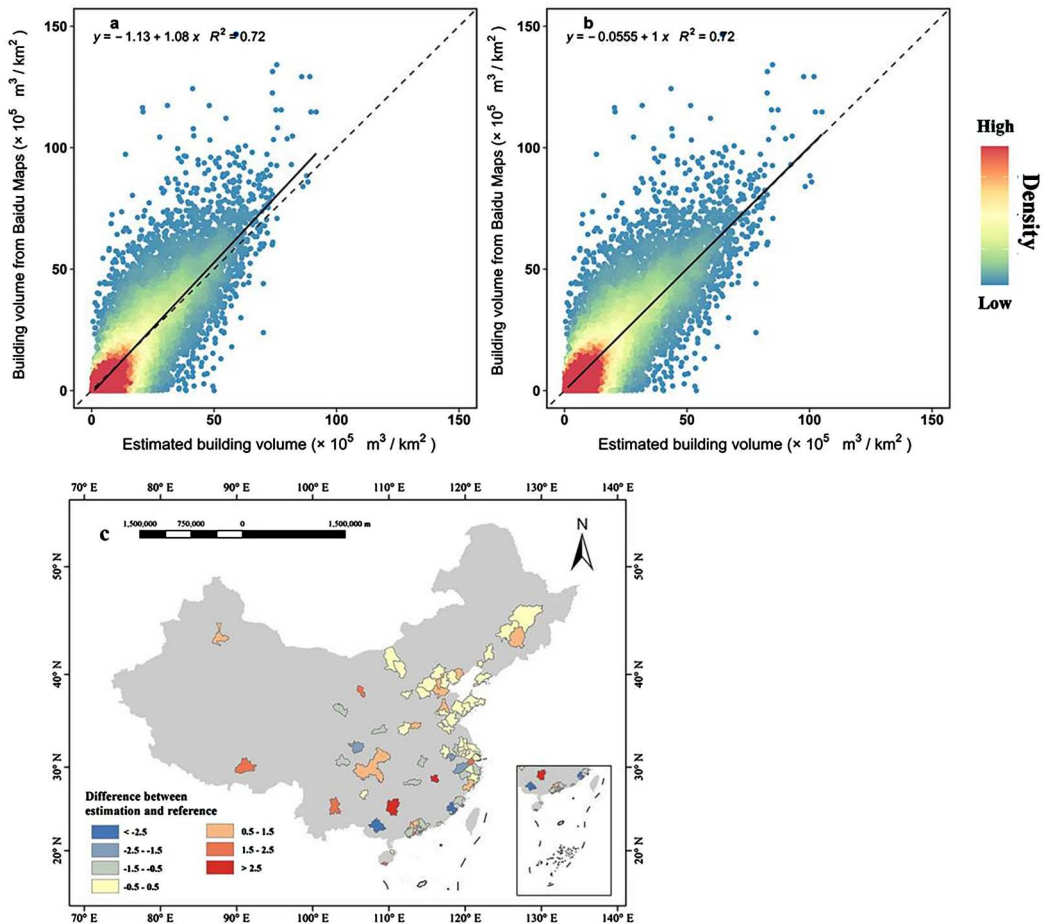 a
y = − 1.13 + 1.08 x R² = 0.72
150
100
50
0
Building volume from Baidu Maps (× 10⁵ m³ / km²)
0 50 100 150
Estimated building volume (× 10⁵ m³ / km²)
b
y = − 0.0555 + 1 x R² = 0.72
150
100
50
0
Building volume from Baidu Maps (× 10⁵ m³ / km²)
0 50 100 150
Estimated building volume (× 10⁵ m³ / km²)
High
Density
Low
70° E 80° E 90° E 100° E 110° E 120° E 130° E 140° E
c
1,500,000 750,000 0 1,500,000 m
N
50° N 50° N
40° N 40° N
30° N 30° N
20° N 20° N
Difference between
estimation and reference
< -2.5 0.5 - 1.5
-2.5 - -1.5 1.5 - 2.5
-1.5 - -0.5 > 2.5
-0.5 - 0.5
70° E 80° E 90° E 100° E 110° E 120° E 130° E 140° E